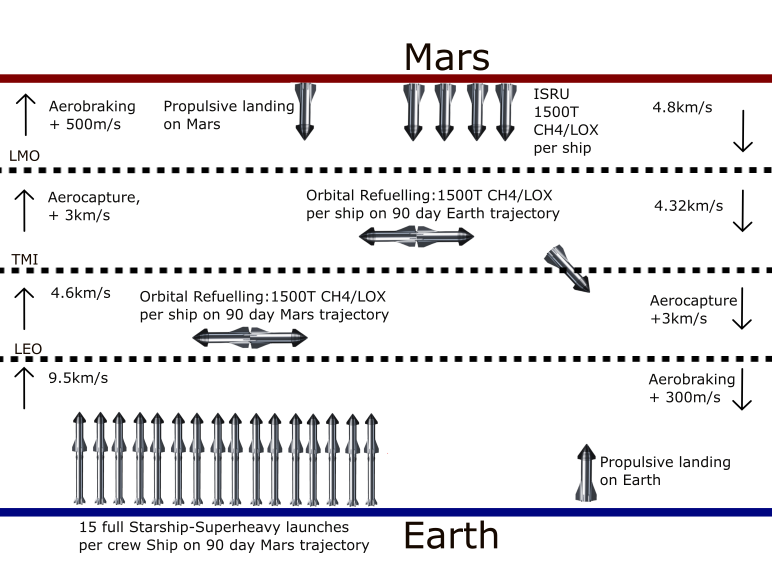 Mars
Aerobraking
+ 500m/s
Propulsive landing
on Mars
ISRU
1500T
CH4/LOX
per ship
4.8km/s
LMO
Aerocapture,
+ 3km/s
Orbital Refuelling:1500T CH4/LOX
per ship on 90 day Earth trajectory
4.32km/s
TMI
4.6km/s
Orbital Refuelling:1500T CH4/LOX
per ship on 90 day Mars trajectory
Aerocapture
+3km/s
LEO
9.5km/s
Aerobraking
+ 300m/s
Propulsive landing
on Earth
15 full Starship-Superheavy launches
per crew Ship on 90 day Mars trajectory
Earth